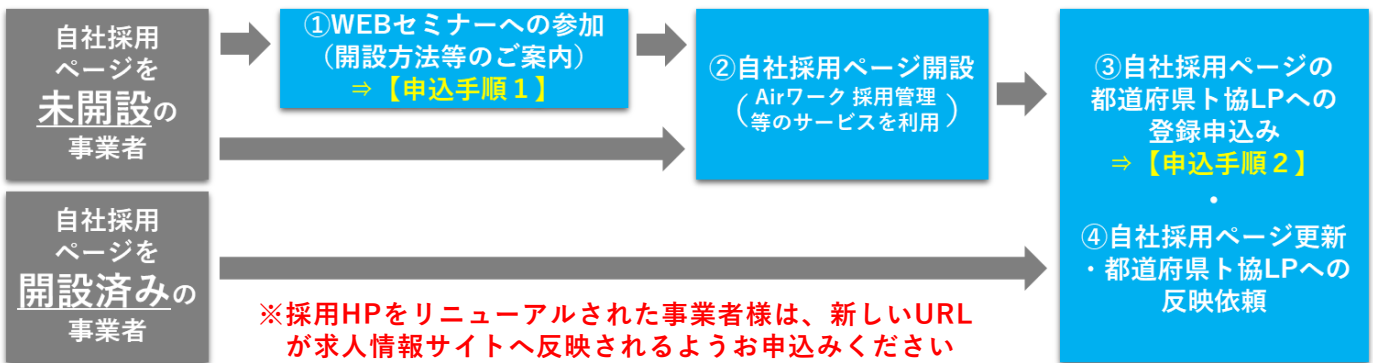 自社採用
ページを
未開設の
事業者
①WEBセミナーへの参加
（開設方法等のご案内）
⇒【申込手順１】
②自社採用ページ開設
（Airワーク 採用管理
等のサービスを利用）
③自社採用ページの
都道府県ト協LPへの
登録申込み
⇒【申込手順２】
・
④自社採用ページ更新
・都道府県ト協LPへの
反映依頼
自社採用
ページを
開設済みの
事業者
※採用HPをリニューアルされた事業者様は、新しいURL
が求人情報サイトへ反映されるようお申込みください